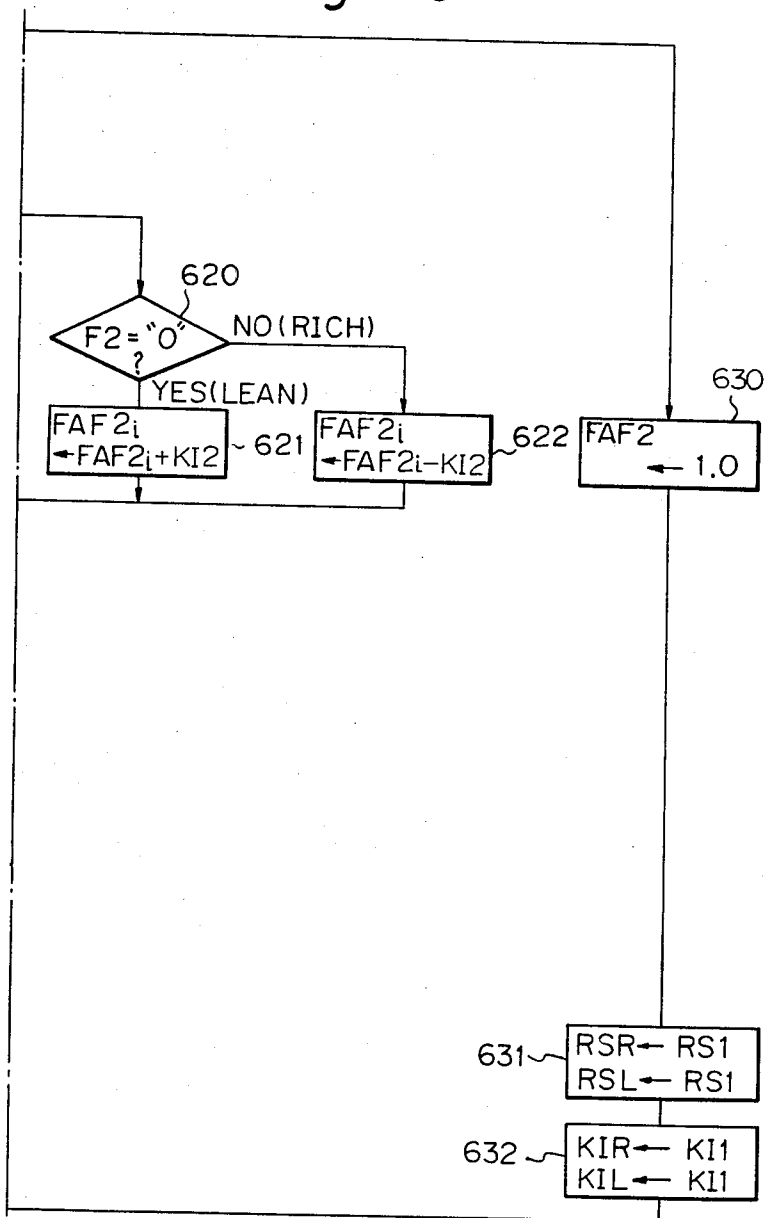 620
F2="0"
?
NO(RICH)
YES(LEAN)
FAF2i
←FAF2i+KI2
621
FAF2i
←FAF2i-KI2
622
630
FAF2
← 1.0
631
RSR← RS1
RSL← RS1
632
KIR← KI1
KIL← KI1